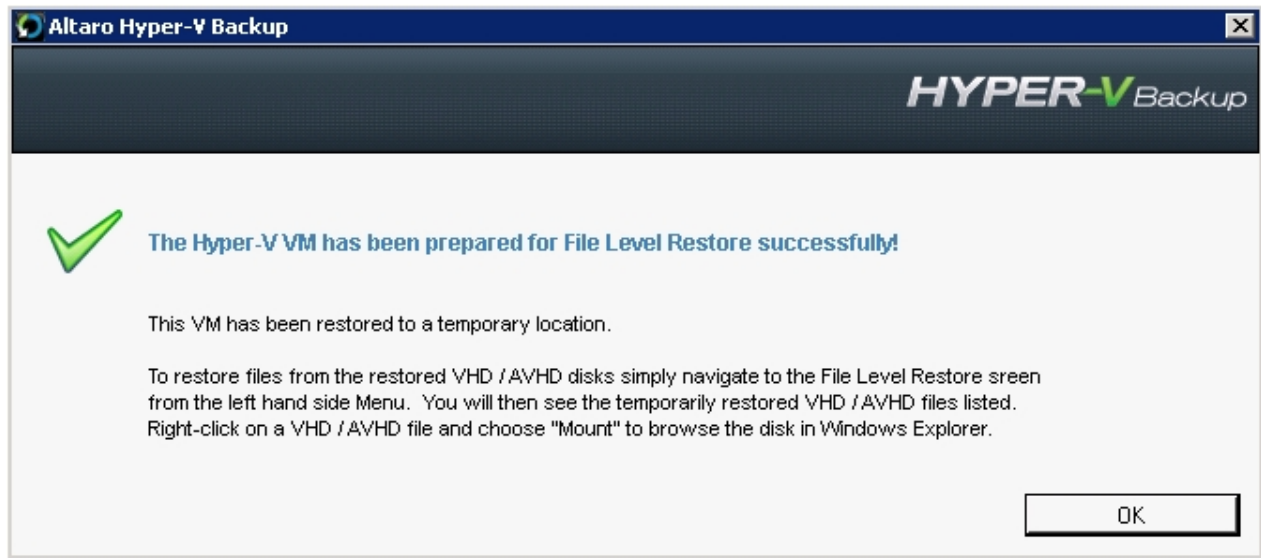 Altaro Hyper-V Backup
HYPER-V Backup
The Hyper-V VM has been prepared for File Level Restore successfully!
This VM has been restored to a temporary location.
To restore files from the restored VHD / AVHD disks simply navigate to the File Level Restore sreen
from the left hand side Menu. You will then see the temporarily restored VHD / AVHD files listed.
Right-click on a VHD / AVHD file and choose "Mount" to browse the disk in Windows Explorer.
OK